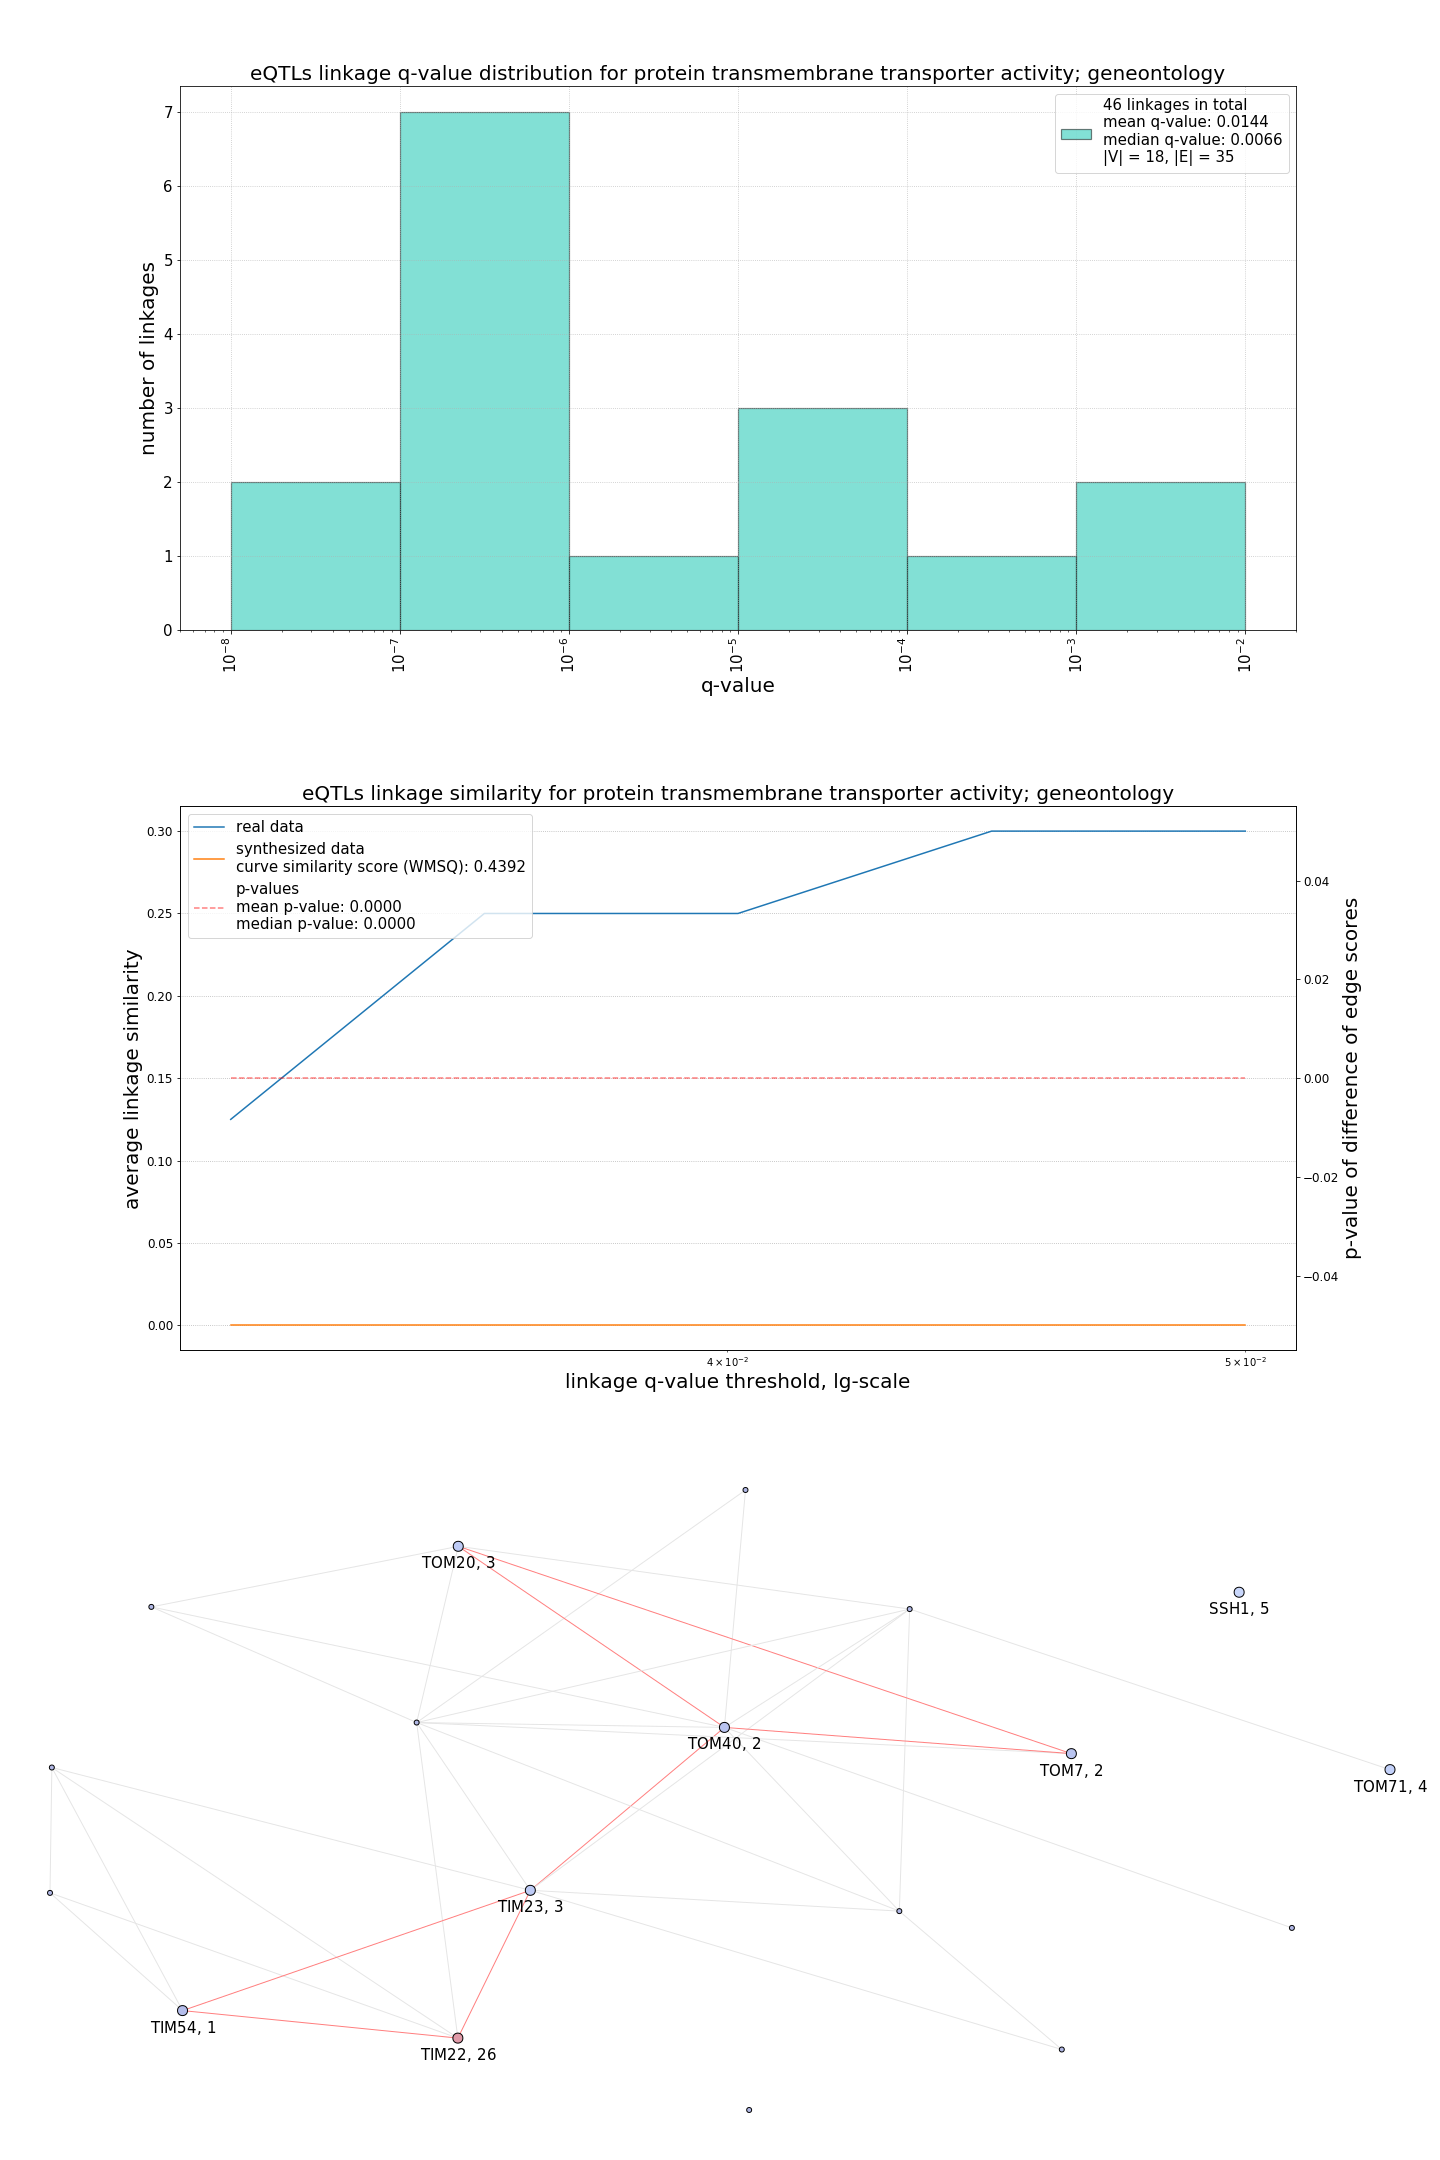 eQTLs linkage q-value distribution for protein transmembrane transporter activity; geneontology
46 linkages in total
mean q-value: 0.0144
median q-value: 0.0066
|V| = 18, |E| = 35
number of linkages
7
6
5
4
3
2
1
0
10⁻⁸ 10⁻⁷ 10⁻⁶ 10⁻⁵ 10⁻⁴ 10⁻³ 10⁻²
q-value
eQTLs linkage similarity for protein transmembrane transporter activity; geneontology
real data
synthesized data
curve similarity score (WMSQ): 0.4392
p-values
mean p-value: 0.0000
median p-value: 0.0000
average linkage similarity
0.30
0.25
0.20
0.15
0.10
0.05
0.00
0.04
0.02
0.00
−0.02
−0.04
p-value of difference of edge scores
4 × 10⁻² 5 × 10⁻²
linkage q-value threshold, lg-scale
TOM20, 3
SSH1, 5
TOM40, 2
TOM7, 2
TOM71, 4
TIM23, 3
TIM54, 1
TIM22, 26